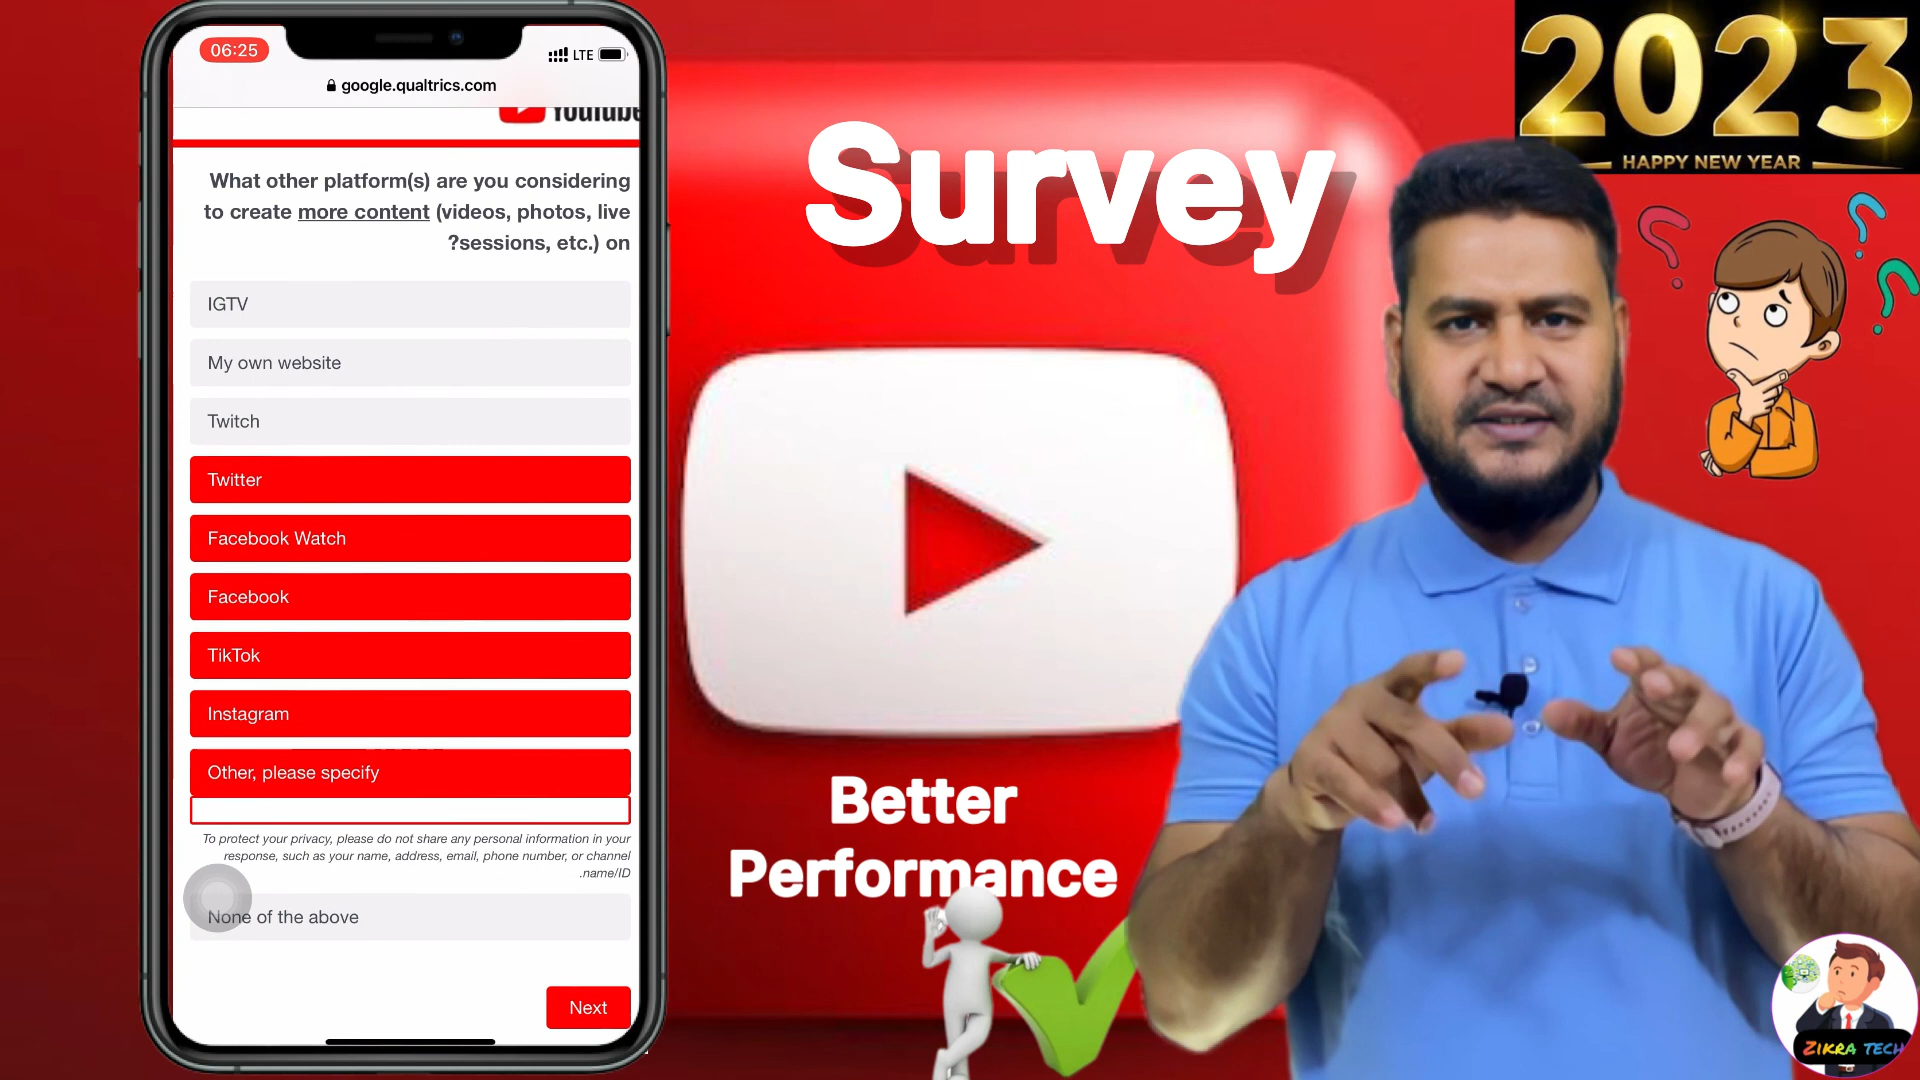 06:25
LTE
google.qualtrics.com
YouTube
What other platform(s) are you considering
to create more content (videos, photos, live
?sessions, etc.) on
IGTV
My own website
Twitch
Twitter
Facebook Watch
Facebook
TikTok
Instagram
Other, please specify
To protect your privacy, please do not share any personal information in your
response, such as your name, address, email, phone number, or channel
.name/ID
None of the above
Next
Survey
Better
Performance
2023
HAPPY NEW YEAR
ZIKRA TECH